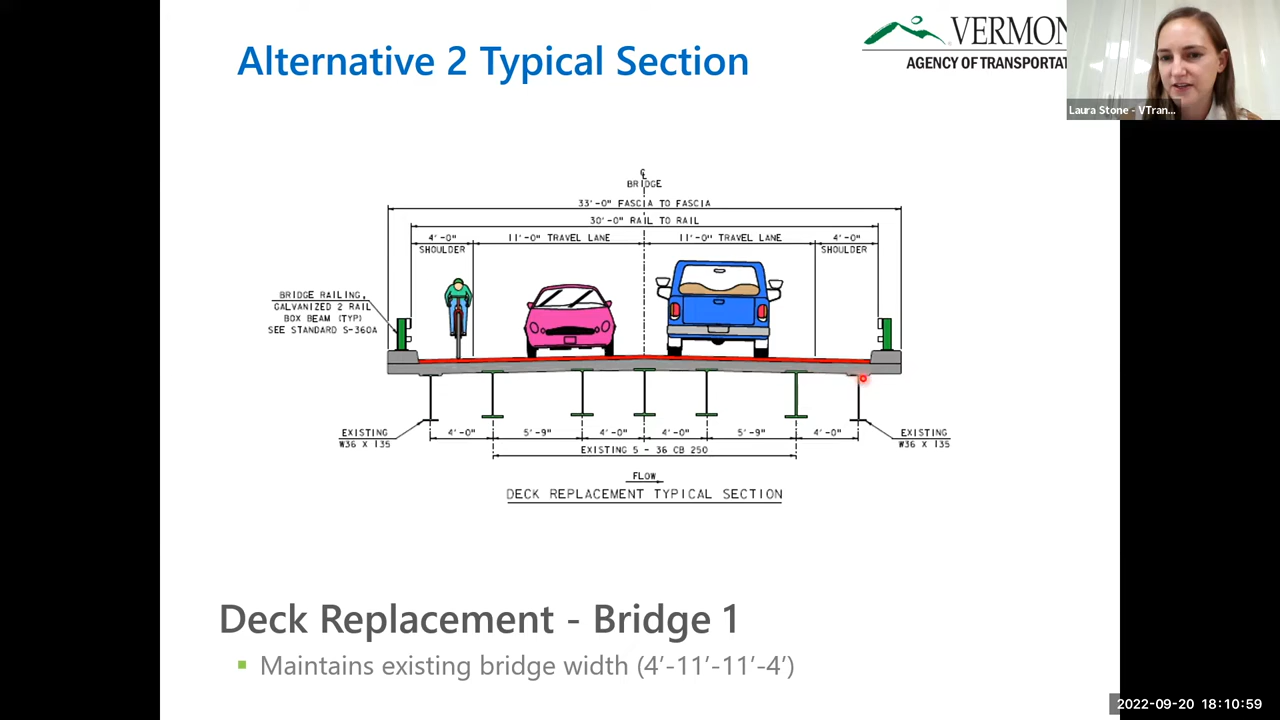 Alternative 2 Typical Section
VERMON
AGENCY OF TRANSPORTAT
Laura Stone - VTran...
℄
BRIDGE
33'-0" FASCIA TO FASCIA
30'-0" RAIL TO RAIL
4'-0" SHOULDER
11'-0" TRAVEL LANE
11'-0" TRAVEL LANE
4'-0" SHOULDER
BRIDGE RAILING,
GALVANIZED 2 RAIL
BOX BEAM (TYP)
SEE STANDARD S-360A
EXISTING
W36 X 135
4'-0"
5'-9"
4'-0"
4'-0"
5'-9"
4'-0"
EXISTING
W36 X 135
EXISTING 5 - 36 CB 250
FLOW
DECK REPLACEMENT TYPICAL SECTION
Deck Replacement - Bridge 1
Maintains existing bridge width (4'-11'-11'-4')
2022-09-20 18:10:59